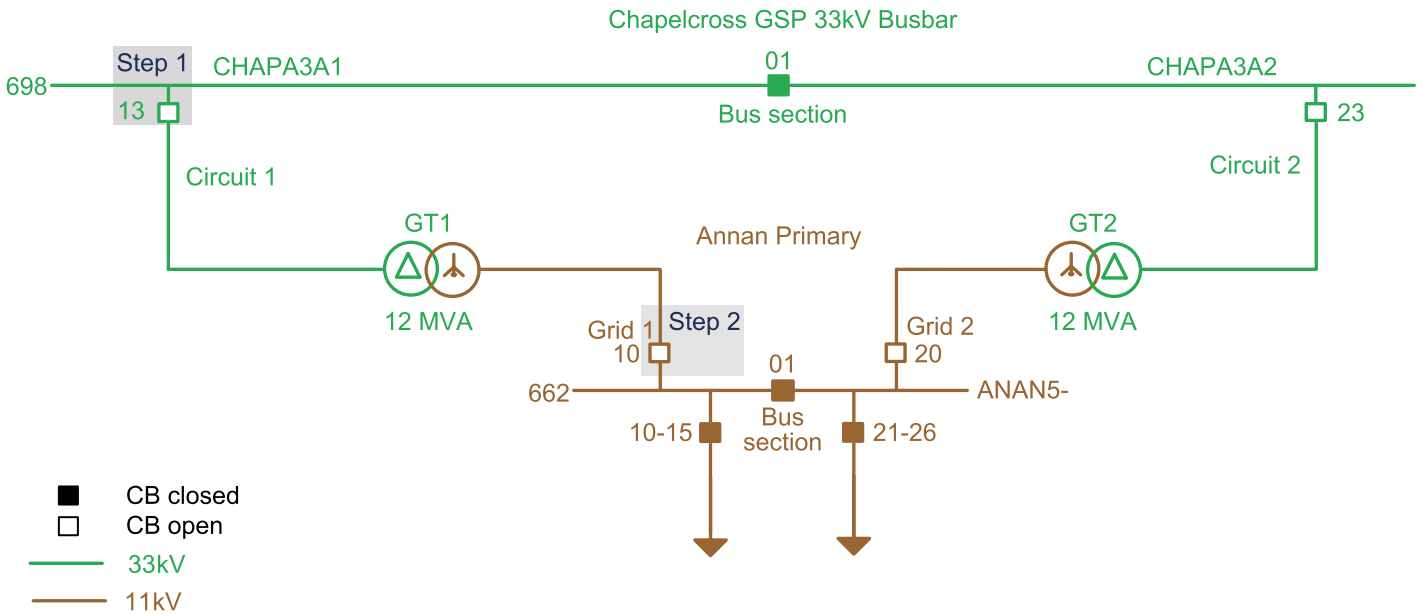 Chapelcross GSP 33kV Busbar
Step 1
CHAPA3A1
01
CHAPA3A2
698
13
Bus section
23
Circuit 1
Circuit 2
GT1
Annan Primary
GT2
12 MVA
12 MVA
Grid 1
Step 2
Grid 2
10
20
01
662
ANAN5-
Bus
section
10-15
21-26
CB closed
CB open
33kV
11kV